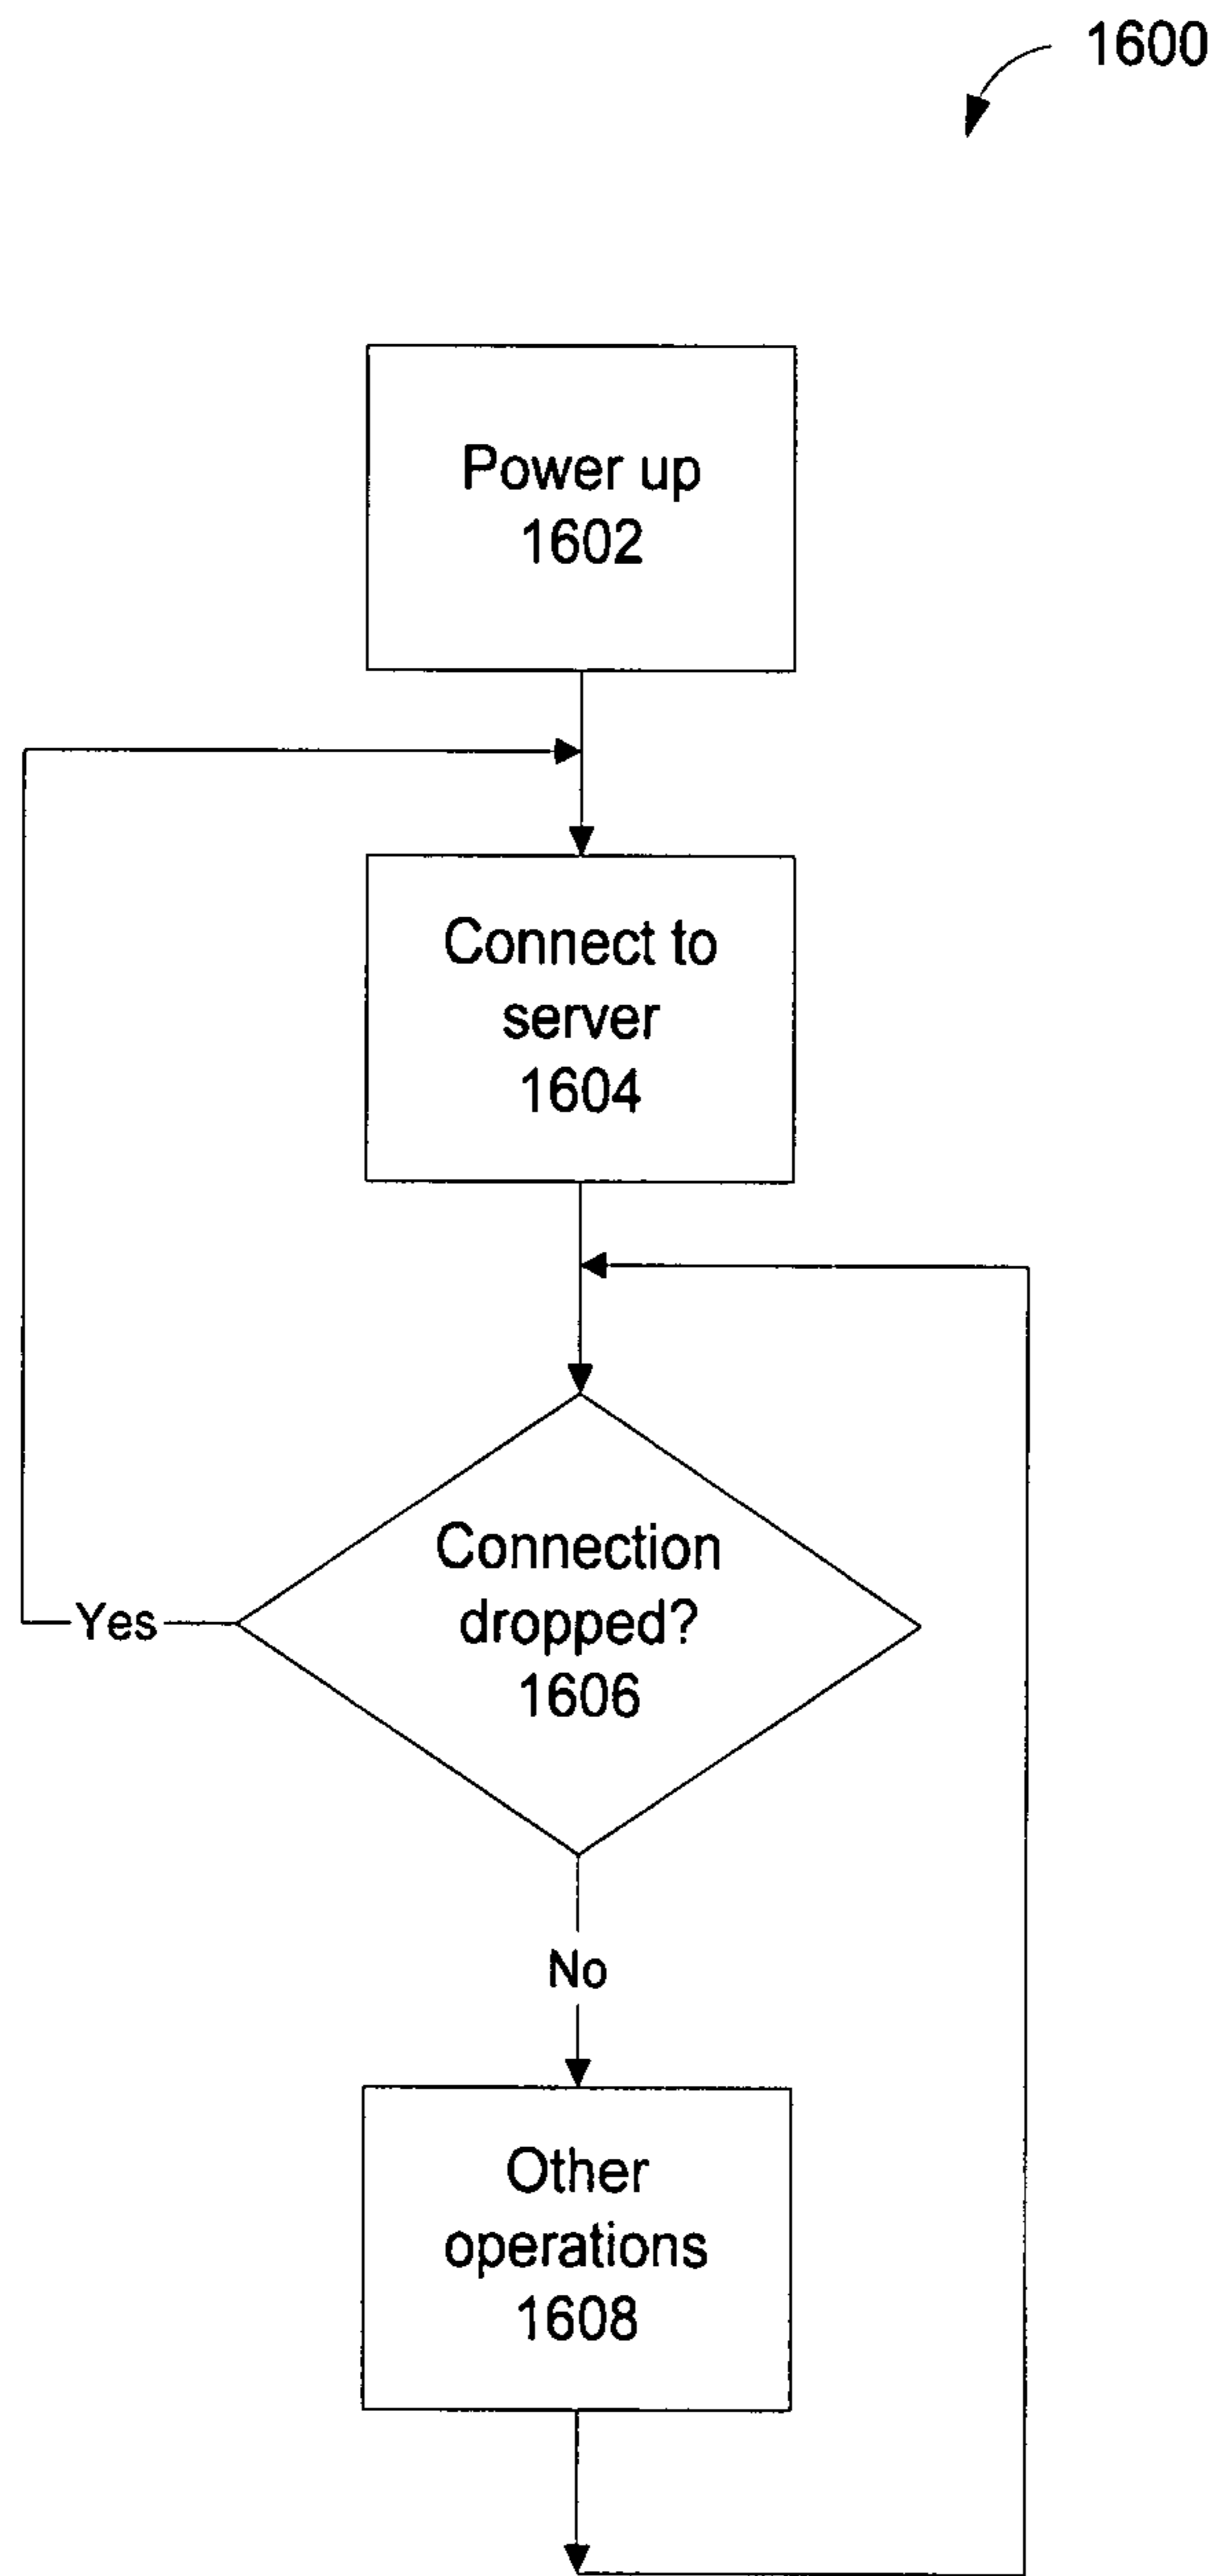 1600
Power up
1602
Connect to
server
1604
Connection
dropped?
1606
Yes
No
Other
operations
1608